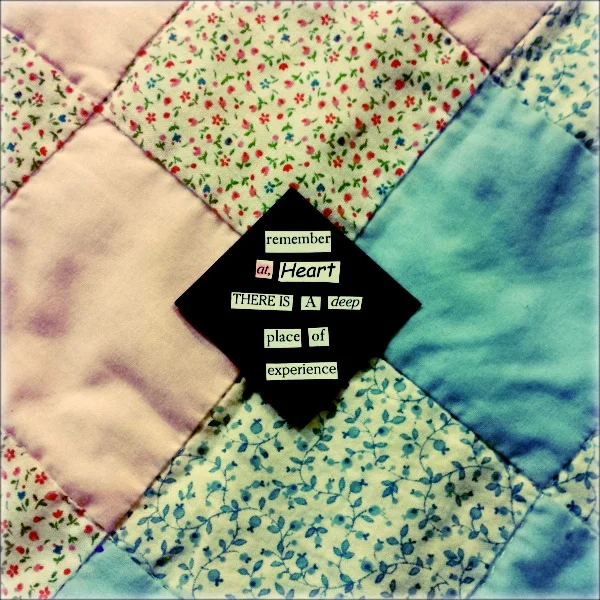 remember
at, Heart
THERE IS A deep
place of
experience